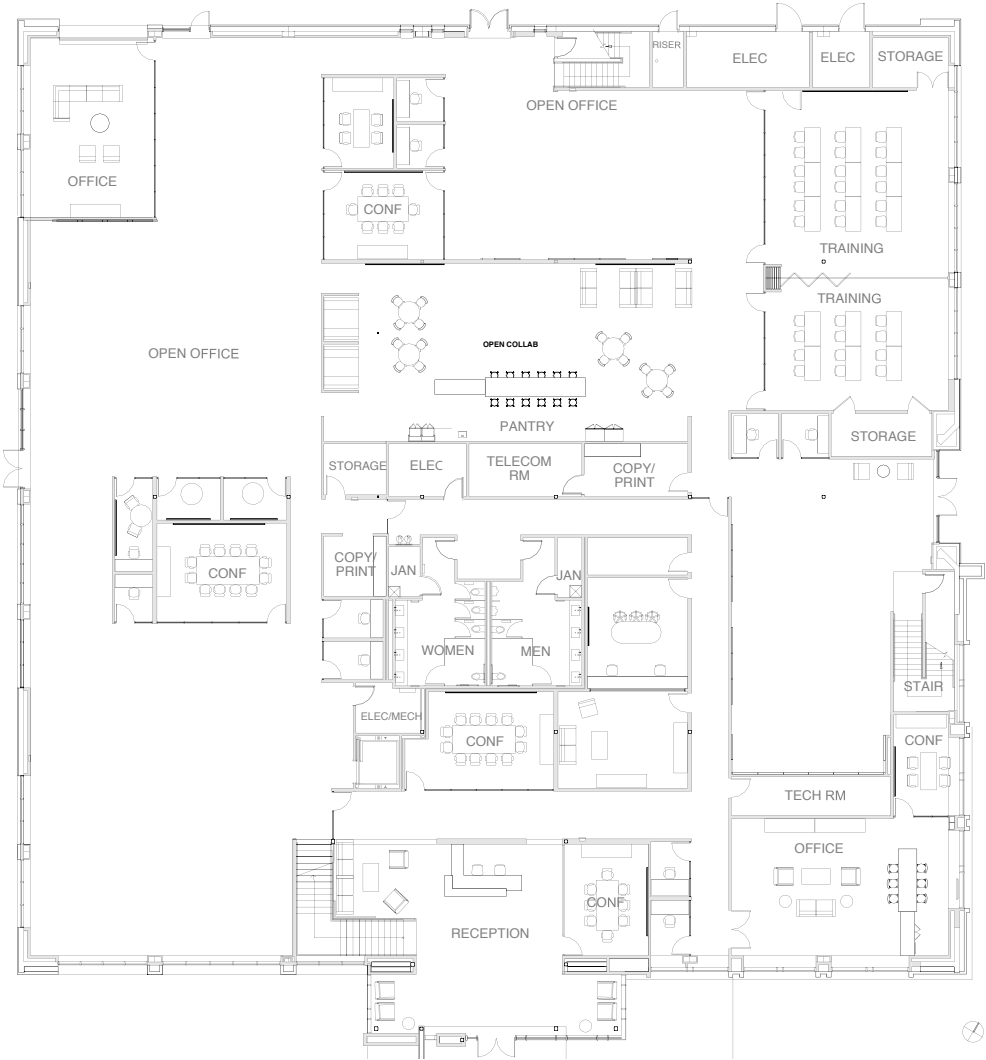 RISER
ELEC
ELEC
STORAGE
OPEN OFFICE
OFFICE
CONF
TRAINING
TRAINING
OPEN COLLAB
OPEN OFFICE
PANTRY
STORAGE
STORAGE
ELEC
TELECOM
RM
COPY/
PRINT
COPY/
PRINT
JAN
JAN
CONF
WOMEN
MEN
STAIR
ELEC/MECH
CONF
CONF
TECH RM
OFFICE
CONF
RECEPTION